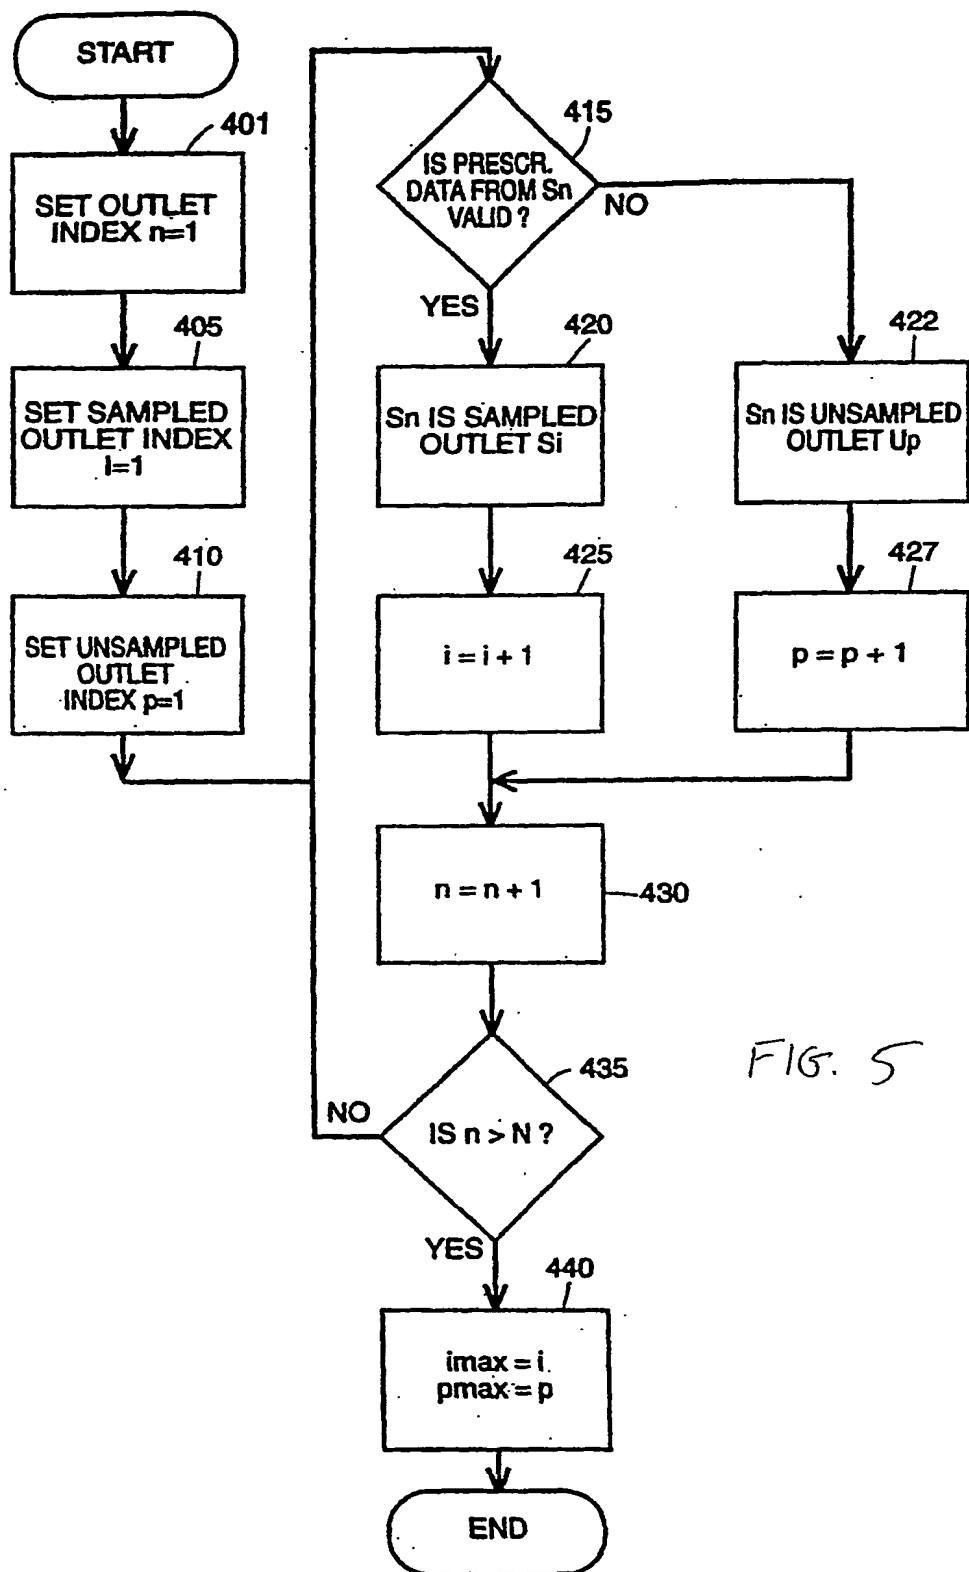 START
401
SET OUTLET
INDEX n=1
405
SET SAMPLED
OUTLET INDEX
i=1
410
SET UNSAMPLED
OUTLET
INDEX p=1
415
IS PRESCR.
DATA FROM Sn
VALID ?
NO
YES
420
Sn IS SAMPLED
OUTLET Si
422
Sn IS UNSAMPLED
OUTLET Up
425
i = i + 1
427
p = p + 1
n = n + 1
430
435
IS n > N ?
NO
YES
440
imax = i
pmax = p
END
FIG. 5